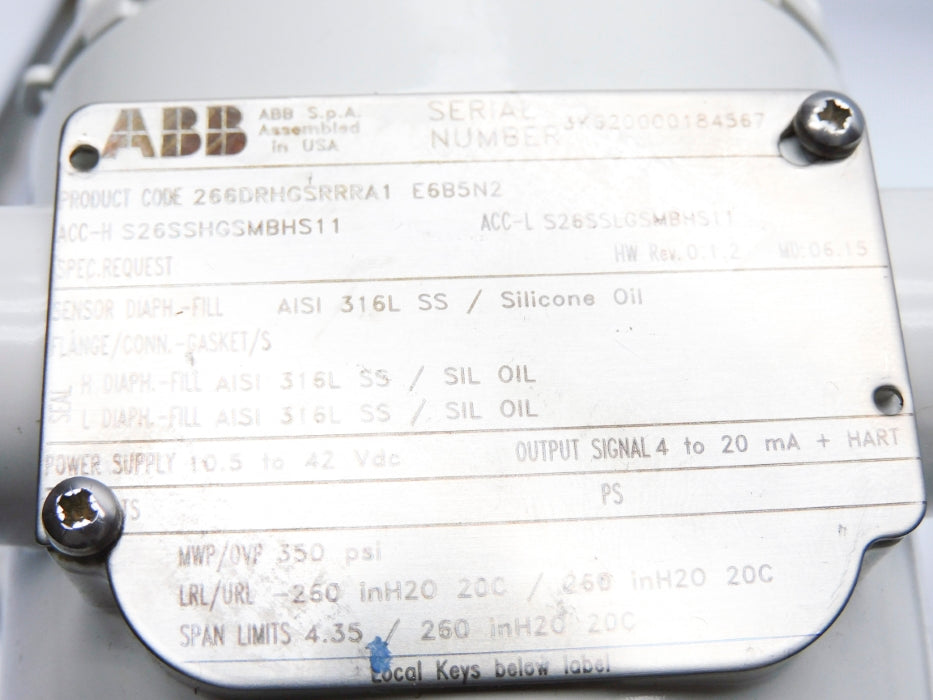 ABB ABB S.p.A. Assembled in USA SERIAL NUMBER 3K620000184567
PRODUCT CODE 266DRHGSRRRA1 E6B5N2
ACC-H S26SSHGSMBHS11 ACC-L S26SSLGSMBHS11
SPEC.REQUEST HW Rev. 0.1.2 MD:06.15
SENSOR DIAPH.-FILL AISI 316L SS / Silicone Oil
FLANGE/CONN.-GASKET/S
SEAL H DIAPH.-FILL AISI 316L SS / SIL OIL
L DIAPH.-FILL AISI 316L SS / SIL OIL
POWER SUPPLY 10.5 to 42 Vdc OUTPUT SIGNAL 4 to 20 mA + HART
TS PS
MWP/OVP 350 psi
LRL/URL -260 inH2O 20C / 260 inH2O 20C
SPAN LIMITS 4.35 / 260 inH2O 20C
Local Keys below label